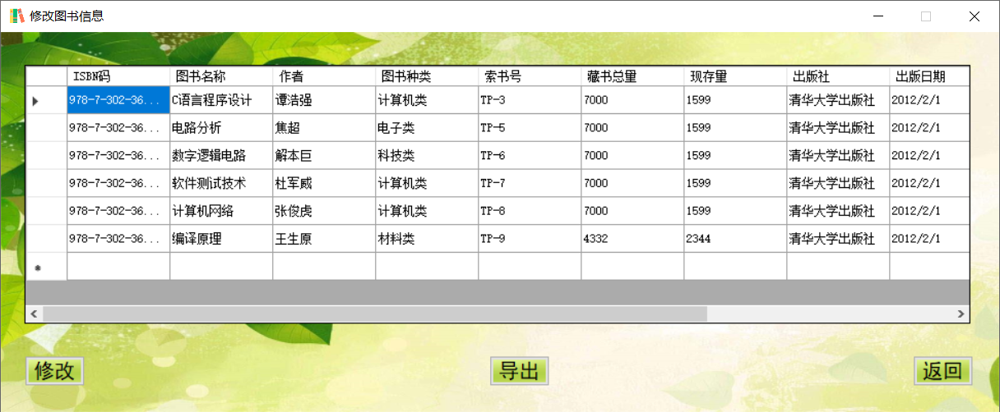 修改图书信息
ISBN码 图书名称 作者 图书种类 索书号 藏书总量 现存量 出版社 出版日期
978-7-302-36... C语言程序设计 谭浩强 计算机类 TP-3 7000 1599 清华大学出版社 2012/2/1
978-7-302-36... 电路分析 焦超 电子类 TP-5 7000 1599 清华大学出版社 2012/2/1
978-7-302-36... 数字逻辑电路 解本巨 科技类 TP-6 7000 1599 清华大学出版社 2012/2/1
978-7-302-36... 软件测试技术 杜军威 计算机类 TP-7 7000 1599 清华大学出版社 2012/2/1
978-7-302-36... 计算机网络 张俊虎 计算机类 TP-8 7000 1599 清华大学出版社 2012/2/1
978-7-302-36... 编译原理 王生原 材料类 TP-9 4332 2344 清华大学出版社 2012/2/1
修改 导出 返回